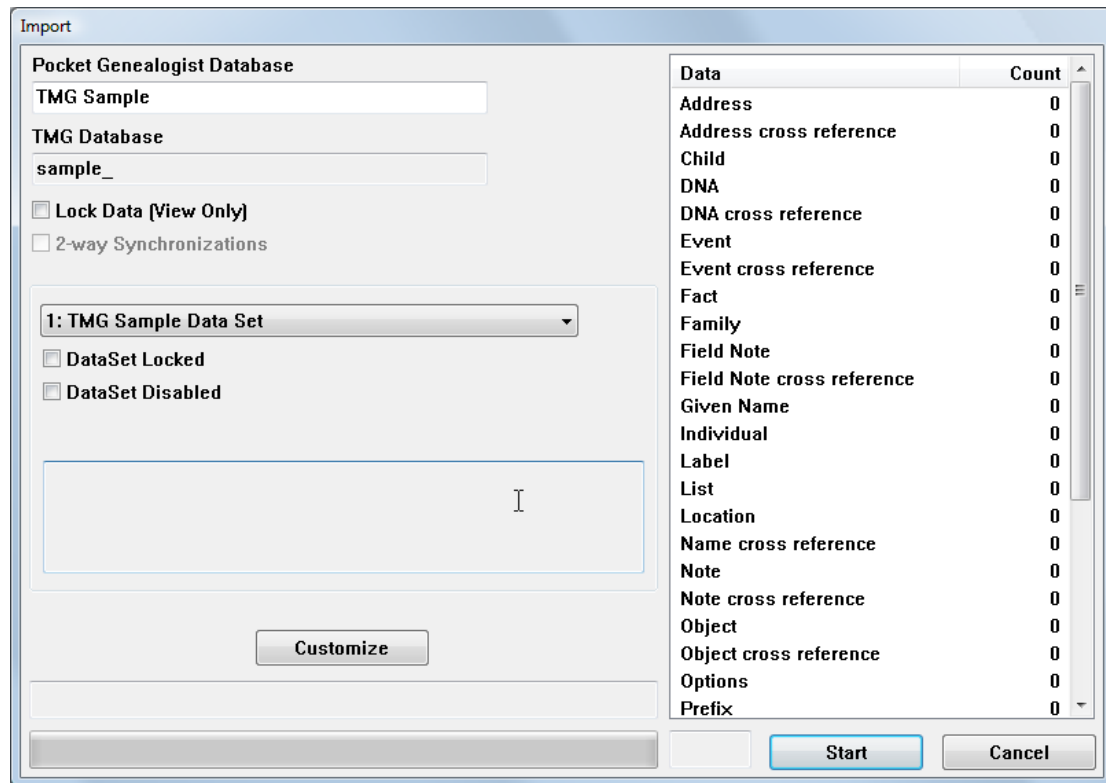 Import
Pocket Genealogist Database
TMG Sample
TMG Database
sample_
Lock Data (View Only)
2-way Synchronizations
1: TMG Sample Data Set
DataSet Locked
DataSet Disabled
Customize
Data Count
Address 0
Address cross reference 0
Child 0
DNA 0
DNA cross reference 0
Event 0
Event cross reference 0
Fact 0
Family 0
Field Note 0
Field Note cross reference 0
Given Name 0
Individual 0
Label 0
List 0
Location 0
Name cross reference 0
Note 0
Note cross reference 0
Object 0
Object cross reference 0
Options 0
Prefix 0
Start Cancel